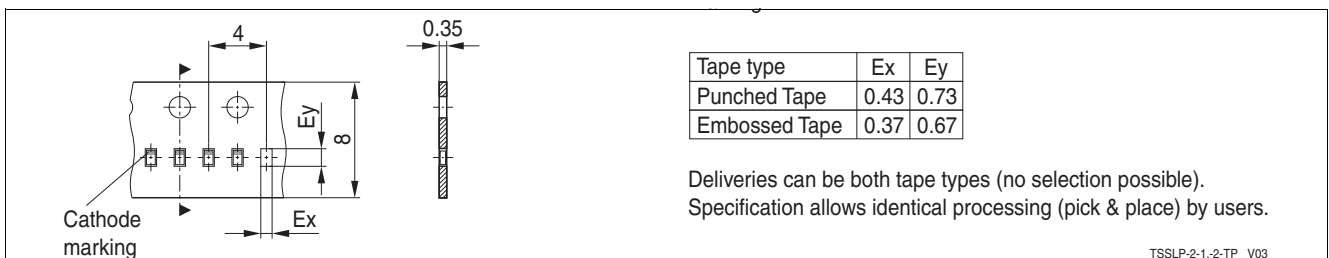 4
0.35
Ey
8
Ex
Cathode
marking
Tape type Ex Ey
Punched Tape 0.43 0.73
Embossed Tape 0.37 0.67
Deliveries can be both tape types (no selection possible).
Specification allows identical processing (pick & place) by users.
TSSLP-2-1,-2-TP V03